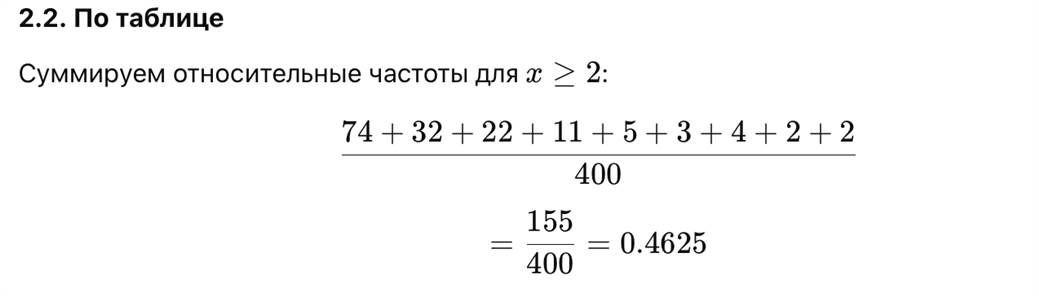 2.2. По таблице
Суммируем относительные частоты для x ≥ 2:
74 + 32 + 22 + 11 + 5 + 3 + 4 + 2 + 2
400
= 155/400 = 0.4625